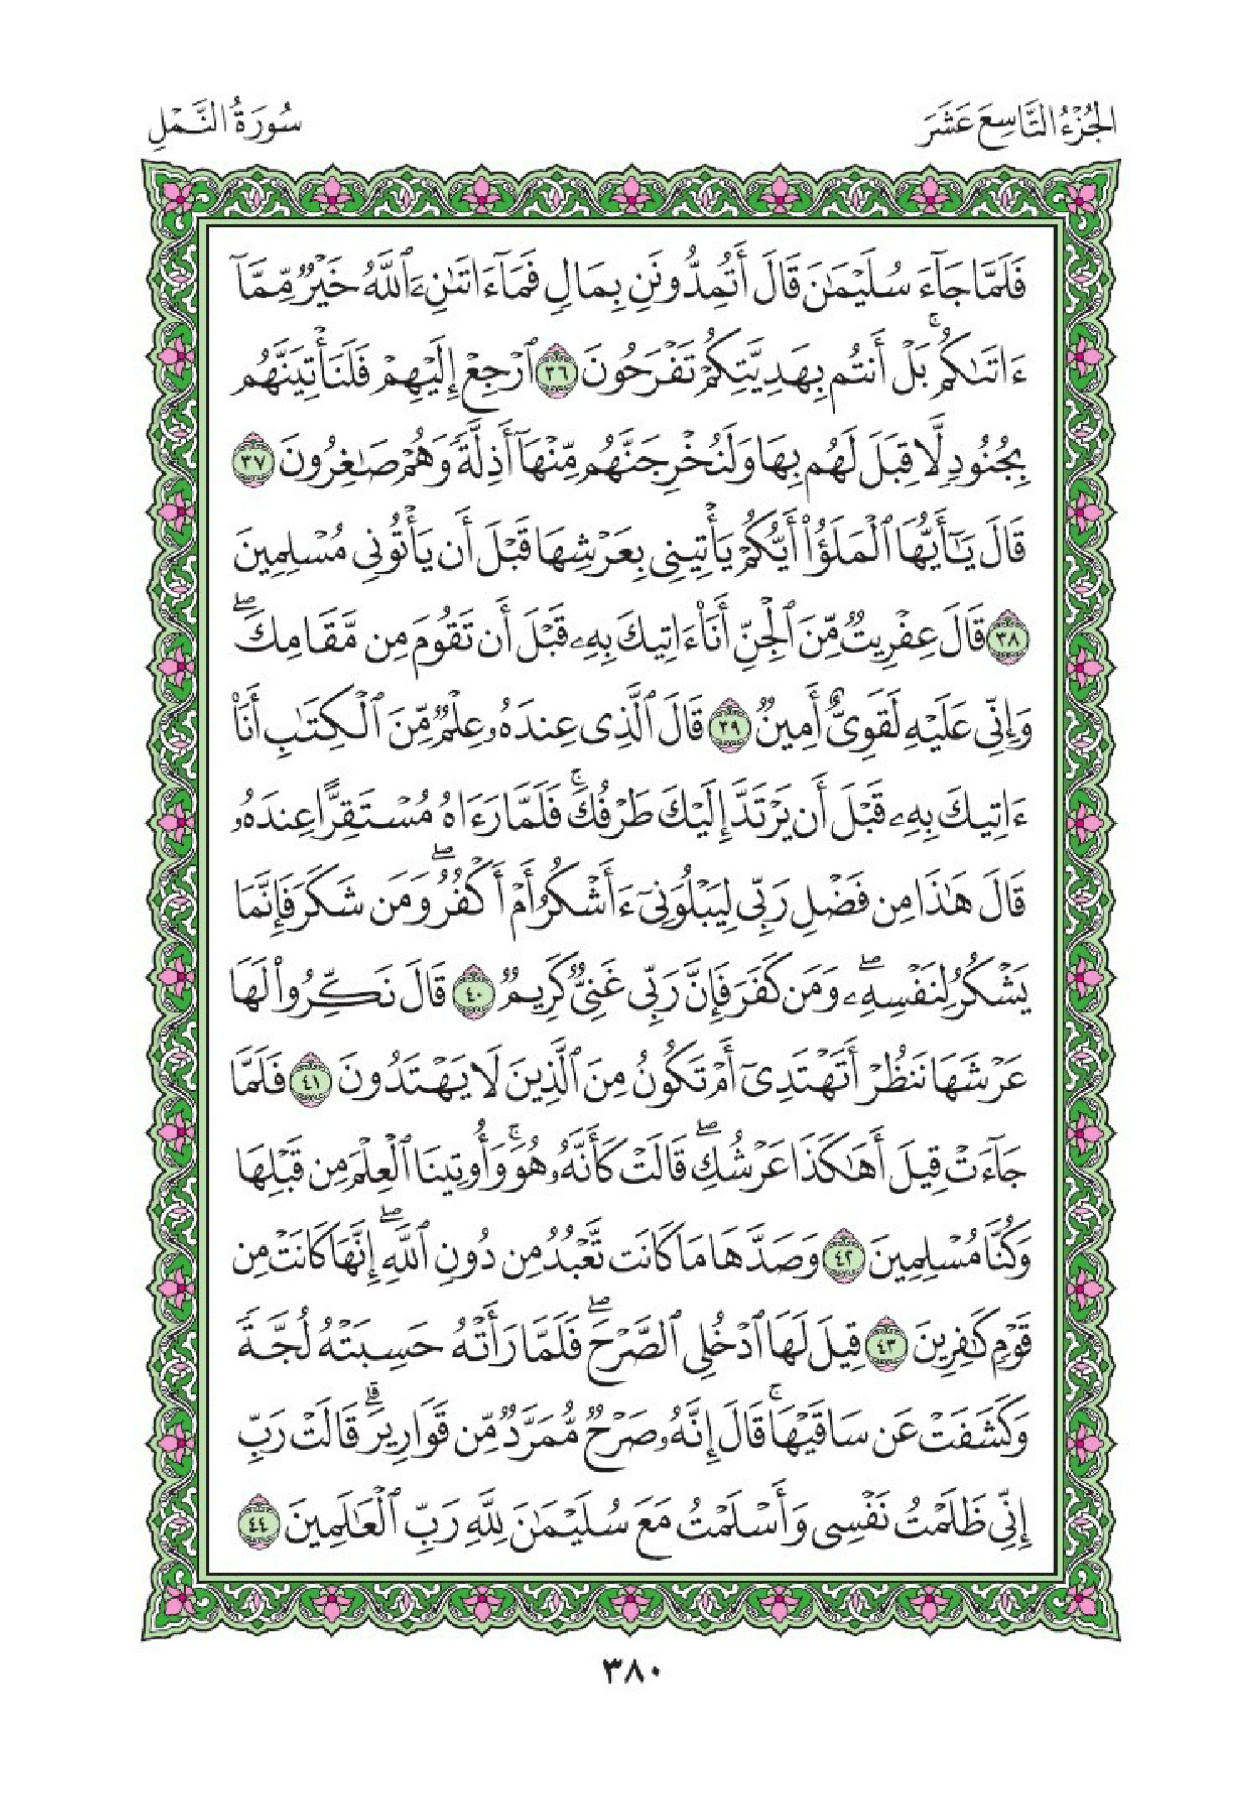 الجُزْءُ التَّاسِعَ عَشَرَ
سُورَةُ النَّمْلِ
فَلَمَّا جَآءَ سُلَيْمَٰنَ قَالَ أَتُمِدُّونَنِ بِمَالٍ فَمَآ ءَاتَىٰنِۦَ ٱللَّهُ خَيْرٌ مِّمَّآ
ءَاتَىٰكُمۚ بَلْ أَنتُم بِهَدِيَّتِكُمْ تَفْرَحُونَ ٣٦ ٱرْجِعْ إِلَيْهِمْ فَلَنَأْتِيَنَّهُم
بِجُنُودٍ لَّا قِبَلَ لَهُم بِهَا وَلَنُخْرِجَنَّهُم مِّنْهَآ أَذِلَّةً وَهُمْ صَٰغِرُونَ ٣٧
قَالَ يَٰٓأَيُّهَا ٱلْمَلَؤُا۟ أَيُّكُمْ يَأْتِينِى بِعَرْشِهَا قَبْلَ أَن يَأْتُونِى مُسْلِمِينَ
٣٨ قَالَ عِفْرِيتٌ مِّنَ ٱلْجِنِّ أَنَا۠ ءَاتِيكَ بِهِۦ قَبْلَ أَن تَقُومَ مِن مَّقَامِكَۖ
وَإِنِّى عَلَيْهِ لَقَوِىٌّ أَمِينٌ ٣٩ قَالَ ٱلَّذِى عِندَهُۥ عِلْمٌ مِّنَ ٱلْكِتَٰبِ أَنَا۠
ءَاتِيكَ بِهِۦ قَبْلَ أَن يَرْتَدَّ إِلَيْكَ طَرْفُكَۚ فَلَمَّا رَءَاهُ مُسْتَقِرًّا عِندَهُۥ
قَالَ هَٰذَا مِن فَضْلِ رَبِّى لِيَبْلُوَنِىٓ ءَأَشْكُرُ أَمْ أَكْفُرُۖ وَمَن شَكَرَ فَإِنَّمَا
يَشْكُرُ لِنَفْسِهِۦۖ وَمَن كَفَرَ فَإِنَّ رَبِّى غَنِىٌّ كَرِيمٌ ٤٠ قَالَ نَكِّرُوا۟ لَهَا
عَرْشَهَا نَنظُرْ أَتَهْتَدِىٓ أَمْ تَكُونُ مِنَ ٱلَّذِينَ لَا يَهْتَدُونَ ٤١ فَلَمَّا
جَآءَتْ قِيلَ أَهَٰكَذَا عَرْشُكِۖ قَالَتْ كَأَنَّهُۥ هُوَۚ وَأُوتِينَا ٱلْعِلْمَ مِن قَبْلِهَا
وَكُنَّا مُسْلِمِينَ ٤٢ وَصَدَّهَا مَا كَانَت تَّعْبُدُ مِن دُونِ ٱللَّهِۖ إِنَّهَا كَانَتْ مِن
قَوْمٍ كَٰفِرِينَ ٤٣ قِيلَ لَهَا ٱدْخُلِى ٱلصَّرْحَۖ فَلَمَّا رَأَتْهُ حَسِبَتْهُ لُجَّةً
وَكَشَفَتْ عَن سَاقَيْهَاۚ قَالَ إِنَّهُۥ صَرْحٌ مُّمَرَّدٌ مِّن قَوَارِيرَۗ قَالَتْ رَبِّ
إِنِّى ظَلَمْتُ نَفْسِى وَأَسْلَمْتُ مَعَ سُلَيْمَٰنَ لِلَّهِ رَبِّ ٱلْعَٰلَمِينَ ٤٤
٣٨٠